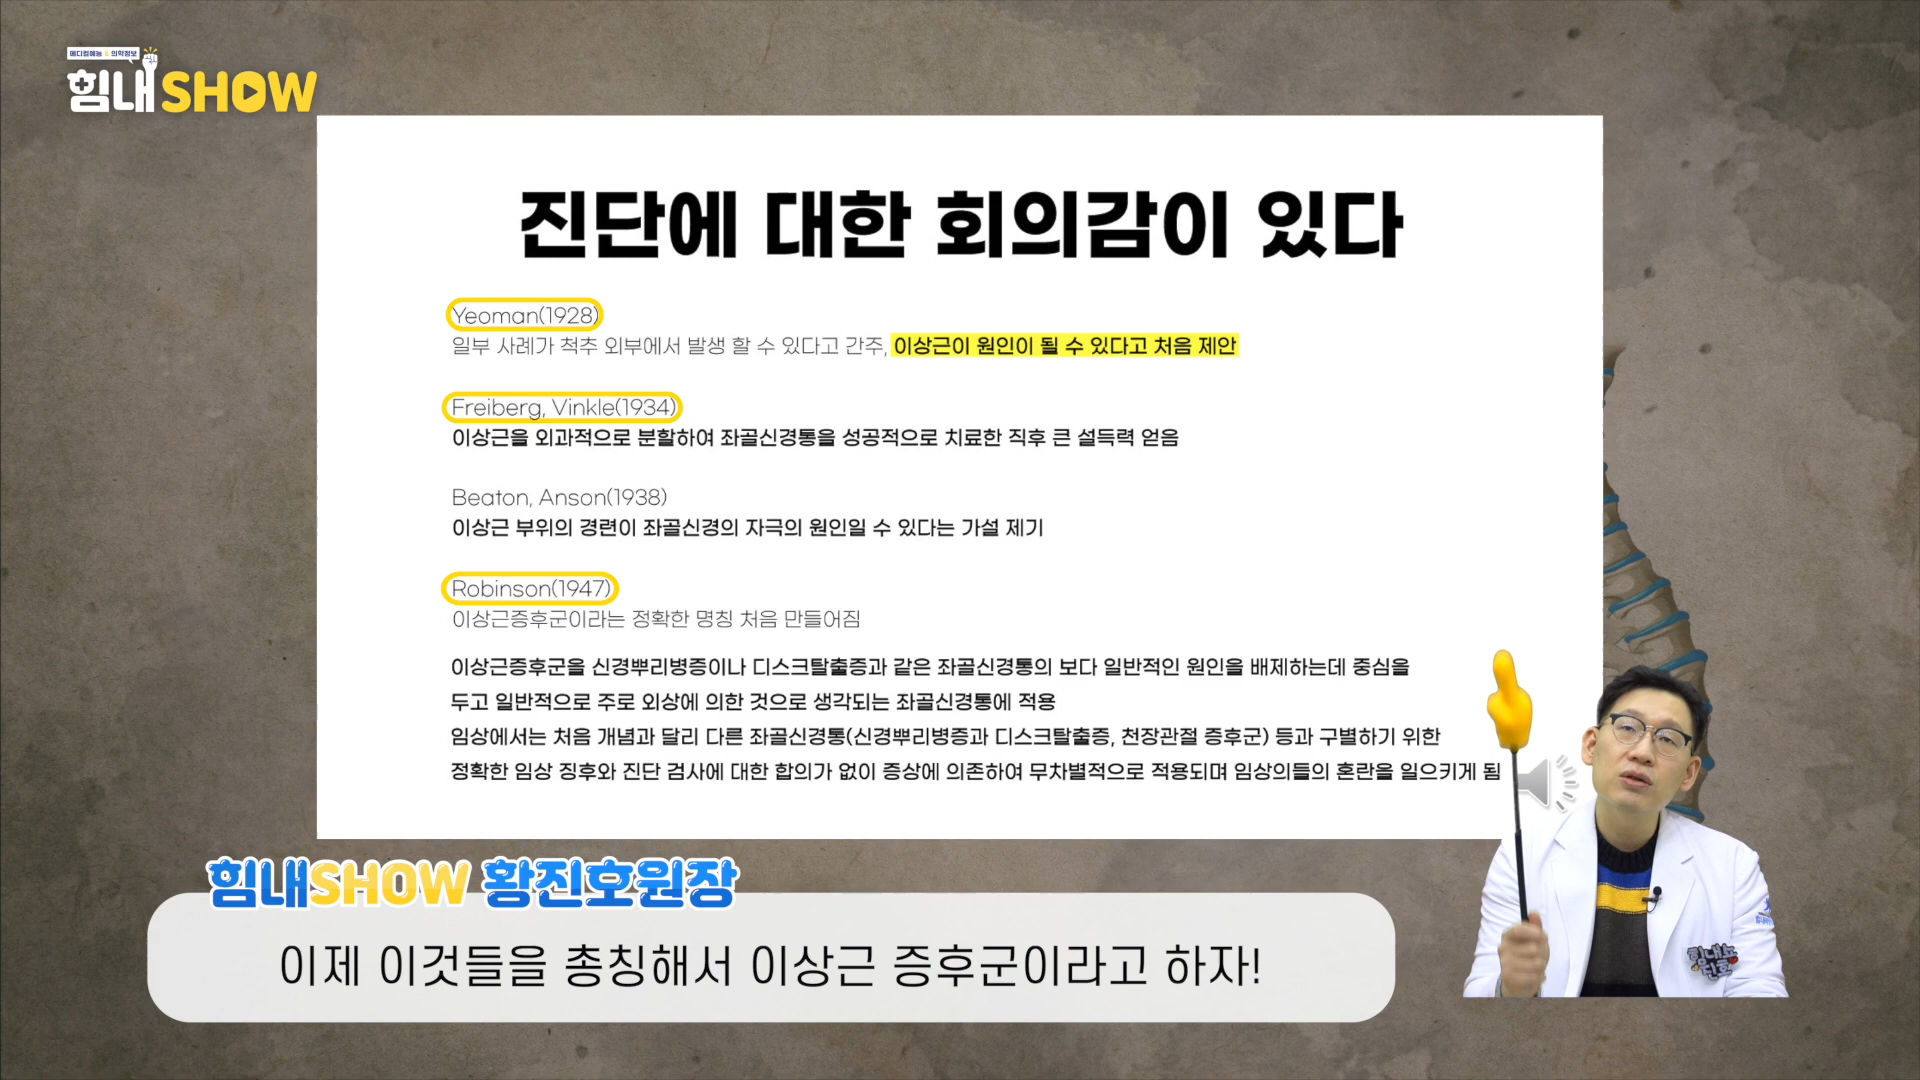 메디컬예능 & 의학정보
힘내SHOW
진단에 대한 회의감이 있다
Yeoman(1928)
일부 사례가 척추 외부에서 발생 할 수 있다고 간주, 이상근이 원인이 될 수 있다고 처음 제안
Freiberg, Vinkle(1934)
이상근을 외과적으로 분할하여 좌골신경통을 성공적으로 치료한 직후 큰 설득력 얻음
Beaton, Anson(1938)
이상근 부위의 경련이 좌골신경의 자극의 원인일 수 있다는 가설 제기
Robinson(1947)
이상근증후군이라는 정확한 명칭 처음 만들어짐
이상근증후군을 신경뿌리병증이나 디스크탈출증과 같은 좌골신경통의 보다 일반적인 원인을 배제하는데 중심을
두고 일반적으로 주로 외상에 의한 것으로 생각되는 좌골신경통에 적용
임상에서는 처음 개념과 달리 다른 좌골신경통(신경뿌리병증과 디스크탈출증, 천장관절 증후군) 등과 구별하기 위한
정확한 임상 징후와 진단 검사에 대한 합의가 없이 증상에 의존하여 무차별적으로 적용되며 임상의들의 혼란을 일으키게 됨
힘내SHOW 황진호원장
이제 이것들을 총칭해서 이상근 증후군이라고 하자!
힘내쇼
진호